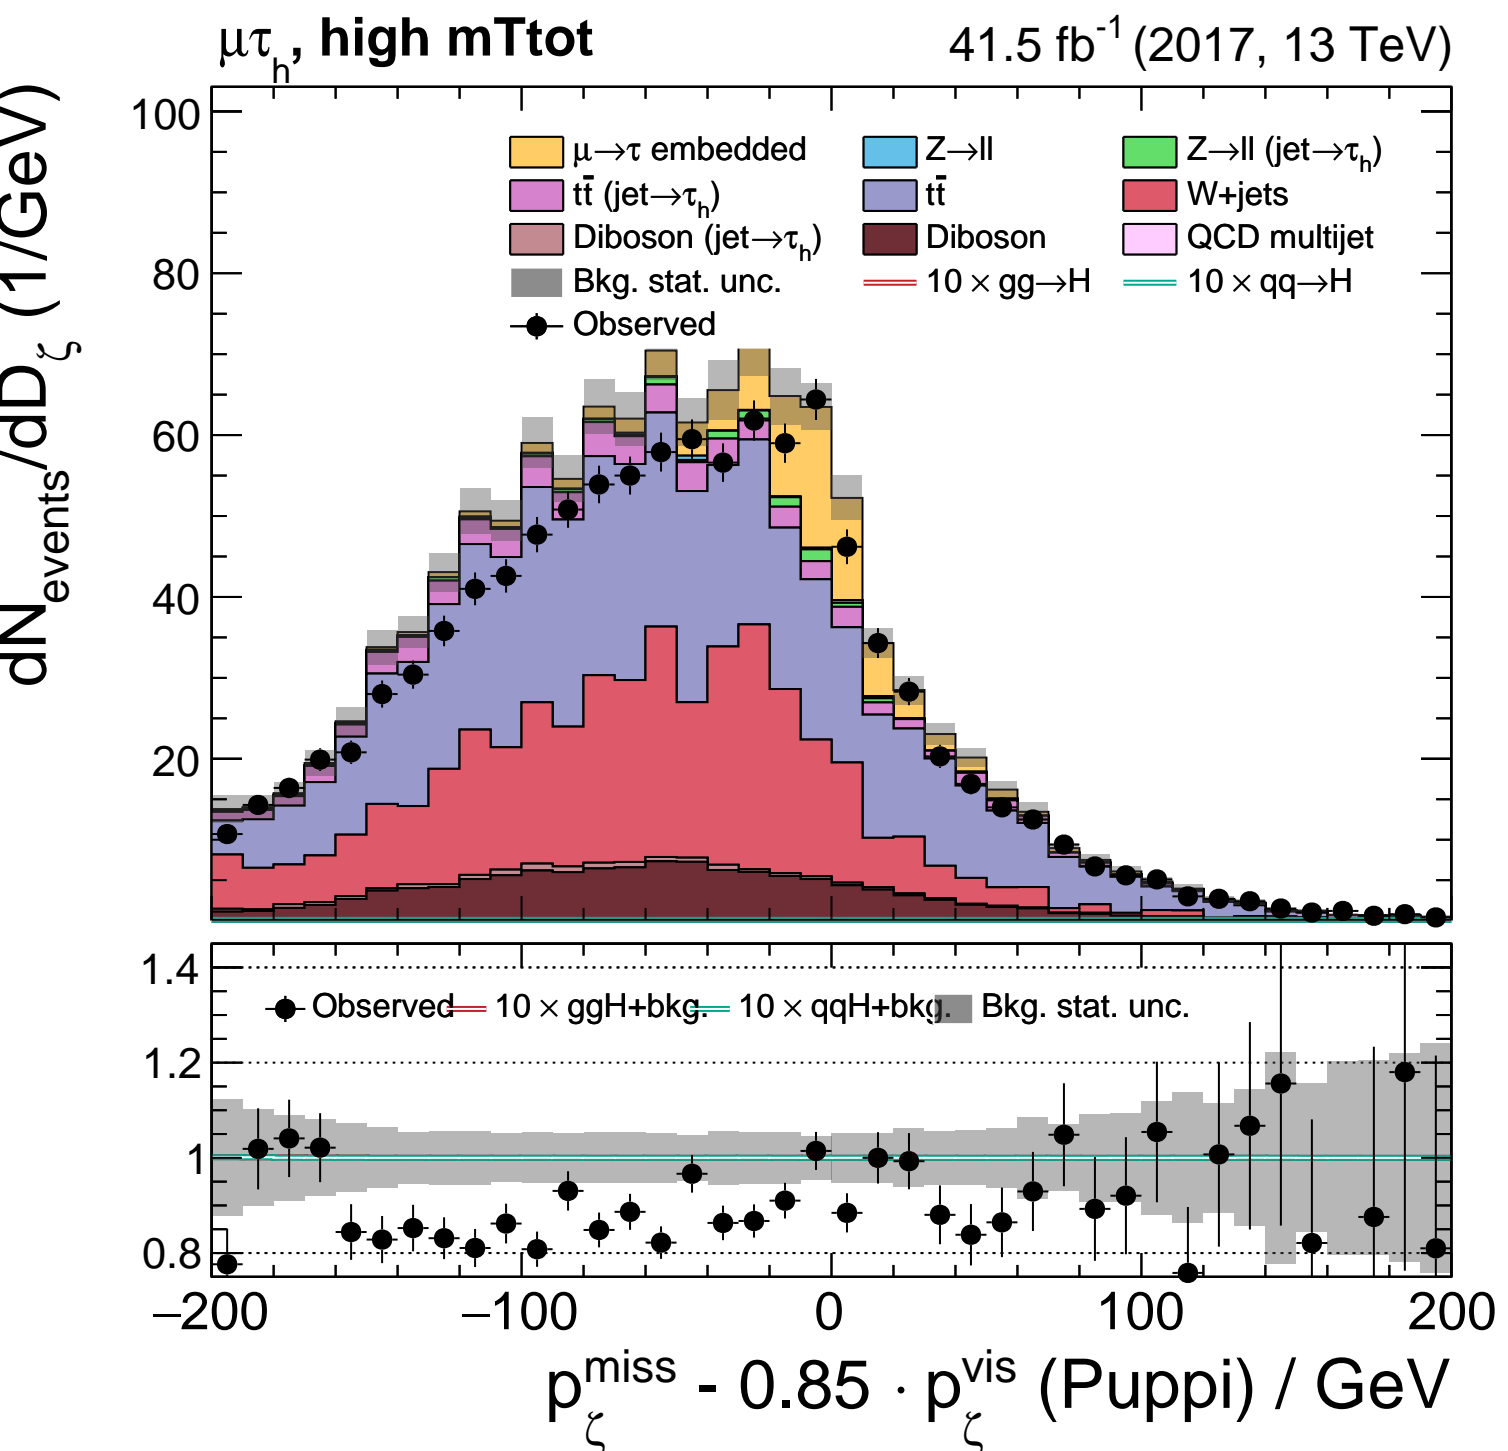 μτh, high mTtot
41.5 fb-1 (2017, 13 TeV)
dNevents/dDζ (1/GeV)
100
80
60
40
20
μ→τ embedded
Z→ll
Z→ll (jet→τh)
tt̄ (jet→τh)
tt̄
W+jets
Diboson (jet→τh)
Diboson
QCD multijet
Bkg. stat. unc.
10 × gg→H
10 × qq→H
Observed
1.4
1.2
1
0.8
Observed
10 × ggH+bkg.
10 × qqH+bkg.
Bkg. stat. unc.
−200
−100
0
100
200
pζmiss - 0.85 · pζvis (Puppi) / GeV